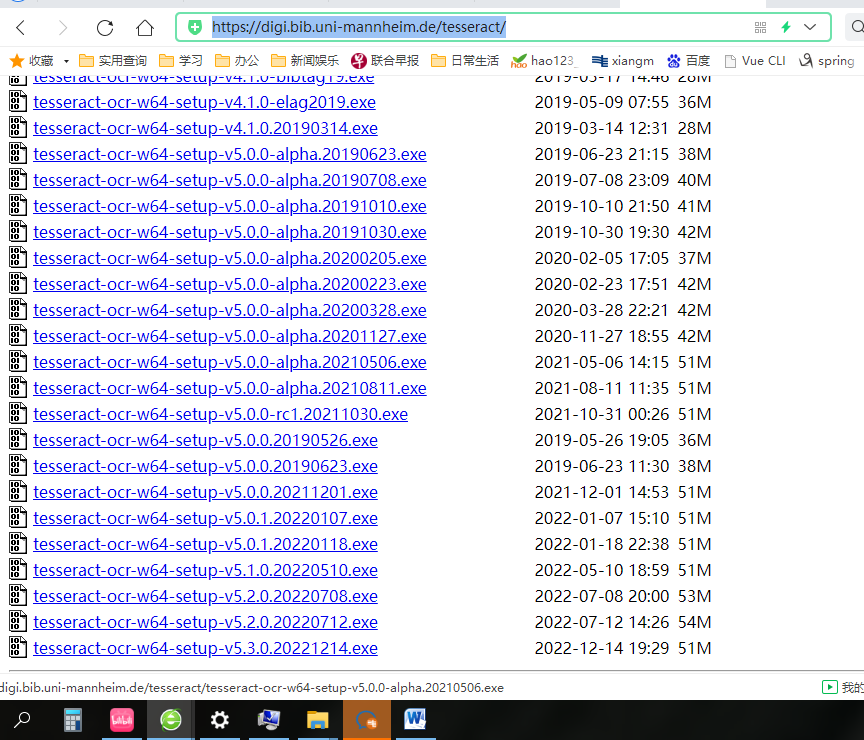 https://digi.bib.uni-mannheim.de/tesseract/
收藏 实用查询 学习 办公 新闻娱乐 联合早报 日常生活 hao123_ xiangm 百度 Vue CLI spring
tesseract-ocr-w64-setup-v4.1.0-bibtag19.exe 2019-03-17 14:46 28M
tesseract-ocr-w64-setup-v4.1.0-elag2019.exe 2019-05-09 07:55 36M
tesseract-ocr-w64-setup-v4.1.0.20190314.exe 2019-03-14 12:31 28M
tesseract-ocr-w64-setup-v5.0.0-alpha.20190623.exe 2019-06-23 21:15 38M
tesseract-ocr-w64-setup-v5.0.0-alpha.20190708.exe 2019-07-08 23:09 40M
tesseract-ocr-w64-setup-v5.0.0-alpha.20191010.exe 2019-10-10 21:50 41M
tesseract-ocr-w64-setup-v5.0.0-alpha.20191030.exe 2019-10-30 19:30 42M
tesseract-ocr-w64-setup-v5.0.0-alpha.20200205.exe 2020-02-05 17:05 37M
tesseract-ocr-w64-setup-v5.0.0-alpha.20200223.exe 2020-02-23 17:51 42M
tesseract-ocr-w64-setup-v5.0.0-alpha.20200328.exe 2020-03-28 22:21 42M
tesseract-ocr-w64-setup-v5.0.0-alpha.20201127.exe 2020-11-27 18:55 42M
tesseract-ocr-w64-setup-v5.0.0-alpha.20210506.exe 2021-05-06 14:15 51M
tesseract-ocr-w64-setup-v5.0.0-alpha.20210811.exe 2021-08-11 11:35 51M
tesseract-ocr-w64-setup-v5.0.0-rc1.20211030.exe 2021-10-31 00:26 51M
tesseract-ocr-w64-setup-v5.0.0.20190526.exe 2019-05-26 19:05 36M
tesseract-ocr-w64-setup-v5.0.0.20190623.exe 2019-06-23 11:30 38M
tesseract-ocr-w64-setup-v5.0.0.20211201.exe 2021-12-01 14:53 51M
tesseract-ocr-w64-setup-v5.0.1.20220107.exe 2022-01-07 15:10 51M
tesseract-ocr-w64-setup-v5.0.1.20220118.exe 2022-01-18 22:38 51M
tesseract-ocr-w64-setup-v5.1.0.20220510.exe 2022-05-10 18:59 51M
tesseract-ocr-w64-setup-v5.2.0.20220708.exe 2022-07-08 20:00 53M
tesseract-ocr-w64-setup-v5.2.0.20220712.exe 2022-07-12 14:26 54M
tesseract-ocr-w64-setup-v5.3.0.20221214.exe 2022-12-14 19:29 51M
digi.bib.uni-mannheim.de/tesseract/tesseract-ocr-w64-setup-v5.0.0-alpha.20210506.exe 我的